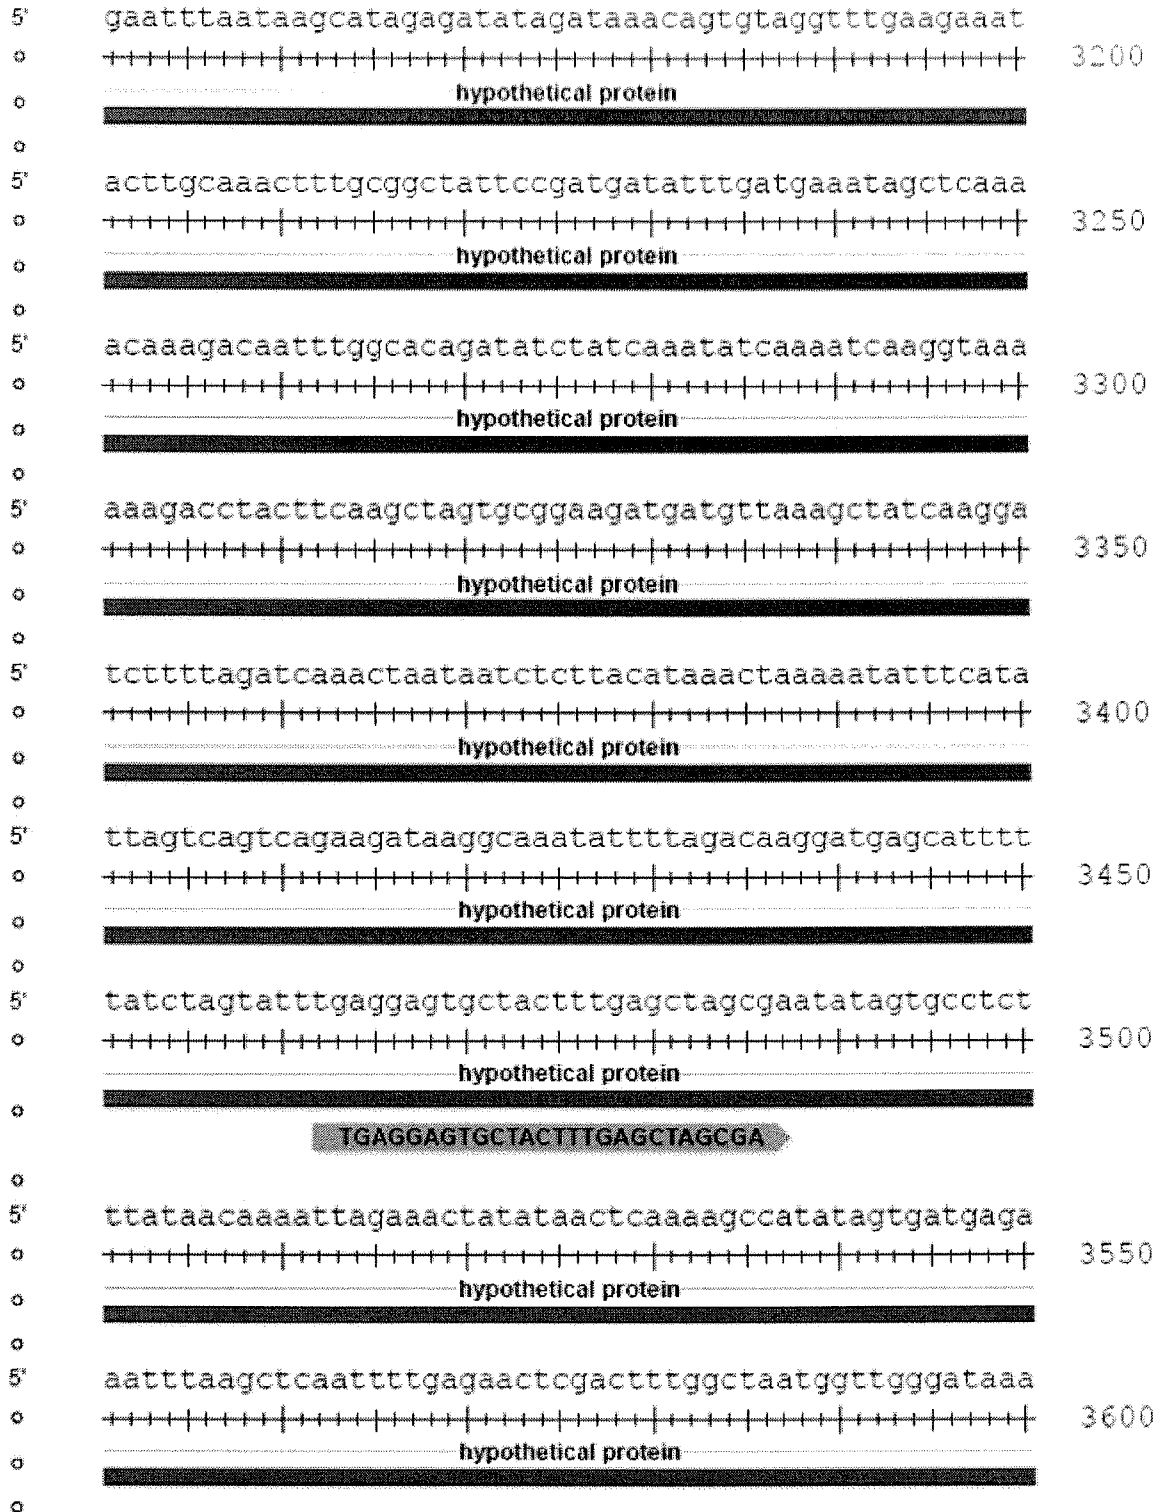 5' gaatttaataagcatagagatatagataaacagtgtaggtttgaagaaat
3200
hypothetical protein
5' acttgcaaactttgcggctattccgatgatatttgatgaaatagctcaaa
3250
hypothetical protein
5' acaaagacaatttggcacagatatctatcaaatatcaaaatcaaggtaaa
3300
hypothetical protein
5' aaagacctacttcaagctagtgcggaagatgatgttaaagctatcaagga
3350
hypothetical protein
5' tcttttagatcaaactaataatctcttacataaactaaaaatatttcata
3400
hypothetical protein
5' ttagtcagtcagaagataaggcaaatattttagacaaggatgagcatttt
3450
hypothetical protein
5' tatctagtatttgaggagtgctactttgagctagcgaatatagtgcctct
3500
hypothetical protein
TGAGGAGTGCTACTTTGAGCTAGCGA
5' ttataacaaaattagaaactatataactcaaaagccatatagtgatgaga
3550
hypothetical protein
5' aatttaagctcaattttgagaactcgactttggctaatggttgggataaa
3600
hypothetical protein